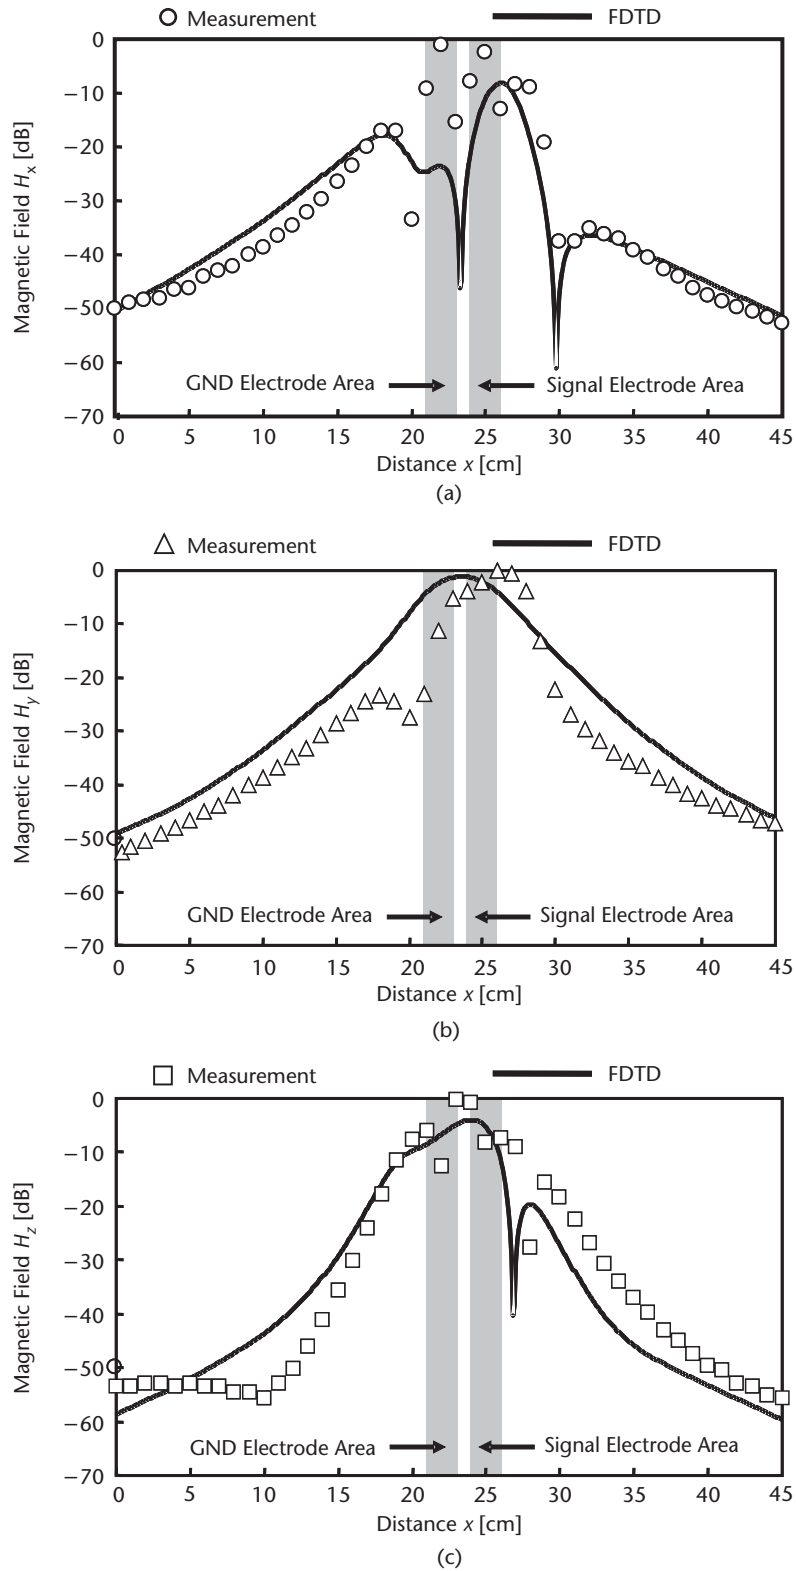 Measurement FDTD
0
−10
−20
−30
−40
−50
−60
−70
Magnetic Field Hx [dB]
GND Electrode Area Signal Electrode Area
0 5 10 15 20 25 30 35 40 45
Distance x [cm]
(a)
Measurement FDTD
0
−10
−20
−30
−40
−50
−60
−70
Magnetic Field Hy [dB]
GND Electrode Area Signal Electrode Area
0 5 10 15 20 25 30 35 40 45
Distance x [cm]
(b)
Measurement FDTD
0
−10
−20
−30
−40
−50
−60
−70
Magnetic Field Hz [dB]
GND Electrode Area Signal Electrode Area
0 5 10 15 20 25 30 35 40 45
Distance x [cm]
(c)